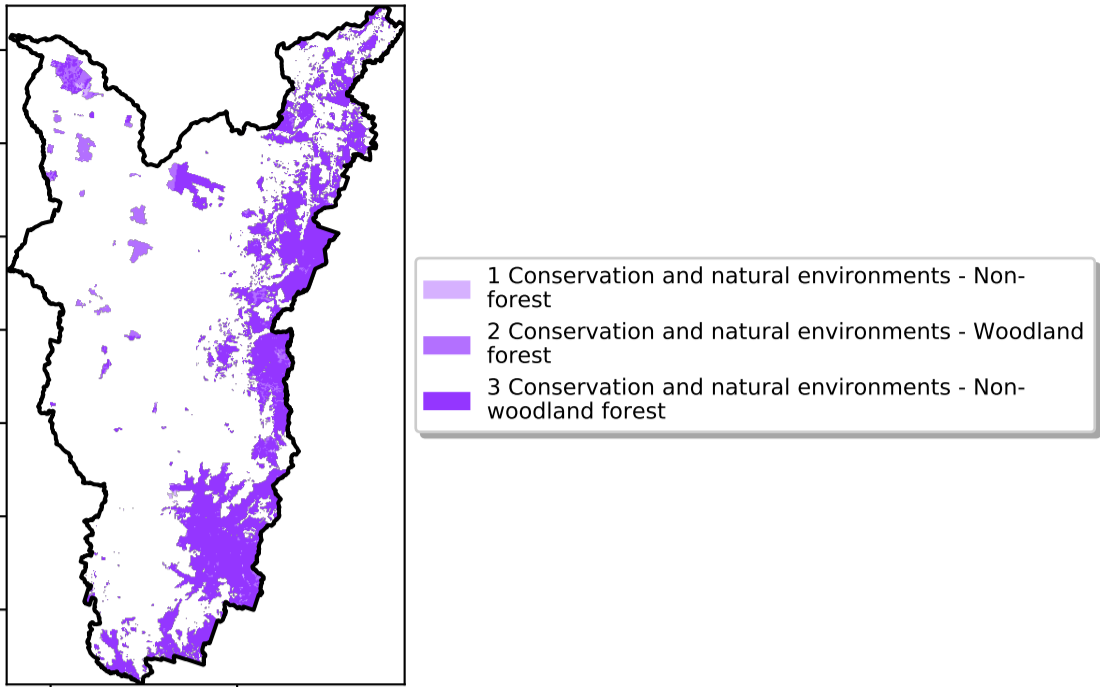 1 Conservation and natural environments - Non-
forest
2 Conservation and natural environments - Woodland
forest
3 Conservation and natural environments - Non-
woodland forest